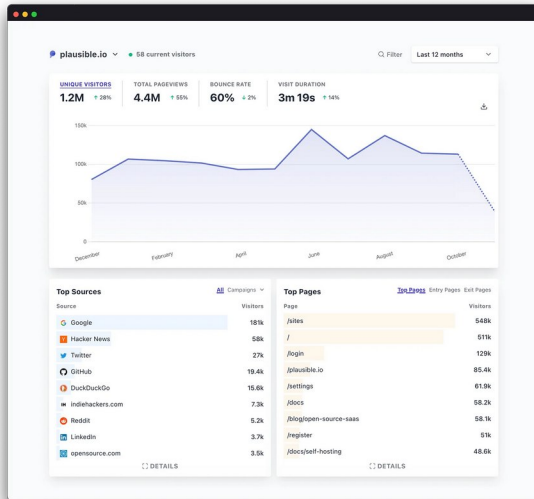 plausible.io • 58 current visitors Filter Last 12 months
UNIQUE VISITORS TOTAL PAGEVIEWS BOUNCE RATE VISIT DURATION
1.2M ↑ 28% 4.4M ↑ 55% 60% ↓ 2% 3m 19s ↑ 14%
150k
100k
50k
0
December February April June August October
Top Sources All Campaigns
Source Visitors
Google 181k
Hacker News 58k
Twitter 27k
GitHub 19.4k
DuckDuckGo 15.6k
indiehackers.com 7.3k
Reddit 5.2k
LinkedIn 3.7k
opensource.com 3.5k
DETAILS
Top Pages Top Pages Entry Pages Exit Pages
Page Visitors
/sites 548k
/ 511k
/login 129k
/plausible.io 85.4k
/settings 61.9k
/docs 58.2k
/blog/open-source-saas 58.1k
/register 51k
/docs/self-hosting 48.6k
DETAILS